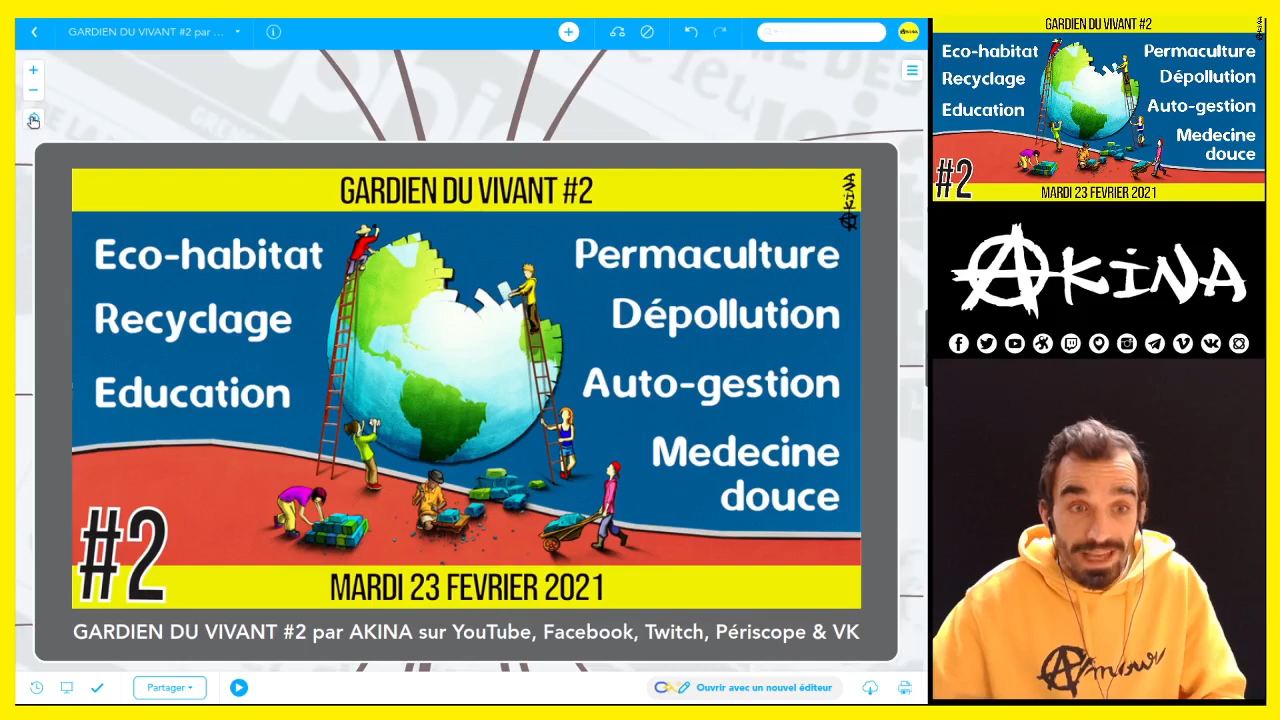 GARDIEN DU VIVANT #2 par ...
GARDIEN DU VIVANT #2
AKINA
Eco-habitat
Recyclage
Education
Permaculture
Dépollution
Auto-gestion
Medecine
douce
#2
MARDI 23 FEVRIER 2021
GARDIEN DU VIVANT #2 par AKINA sur YouTube, Facebook, Twitch, Périscope & VK
Partager
Ouvrir avec un nouvel éditeur
GARDIEN DU VIVANT #2
Eco-habitat
Recyclage
Education
Permaculture
Dépollution
Auto-gestion
Medecine
douce
#2
MARDI 23 FEVRIER 2021
AKiNA
Amour